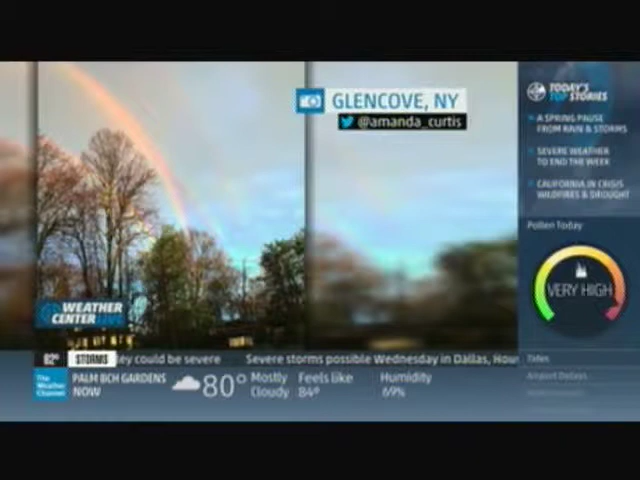 GLENCOVE, NY
@amanda_curtis
TODAY'S
TOP STORIES
A SPRING PAUSE
FROM RAIN & STORMS
SEVERE WEATHER
TO END THE WEEK
CALIFORNIA IN CRISIS
WILDFIRES & DROUGHT
Pollen Today
VERY HIGH
WEATHER
CENTER LIVE
82° STORMS ey could be severe Severe storms possible Wednesday in Dallas, Hou
Tides
Airport Delays
The
Weather
Channel
PALM BCH GARDENS
NOW
80°
Mostly
Cloudy
Feels like
84°
Humidity
69%